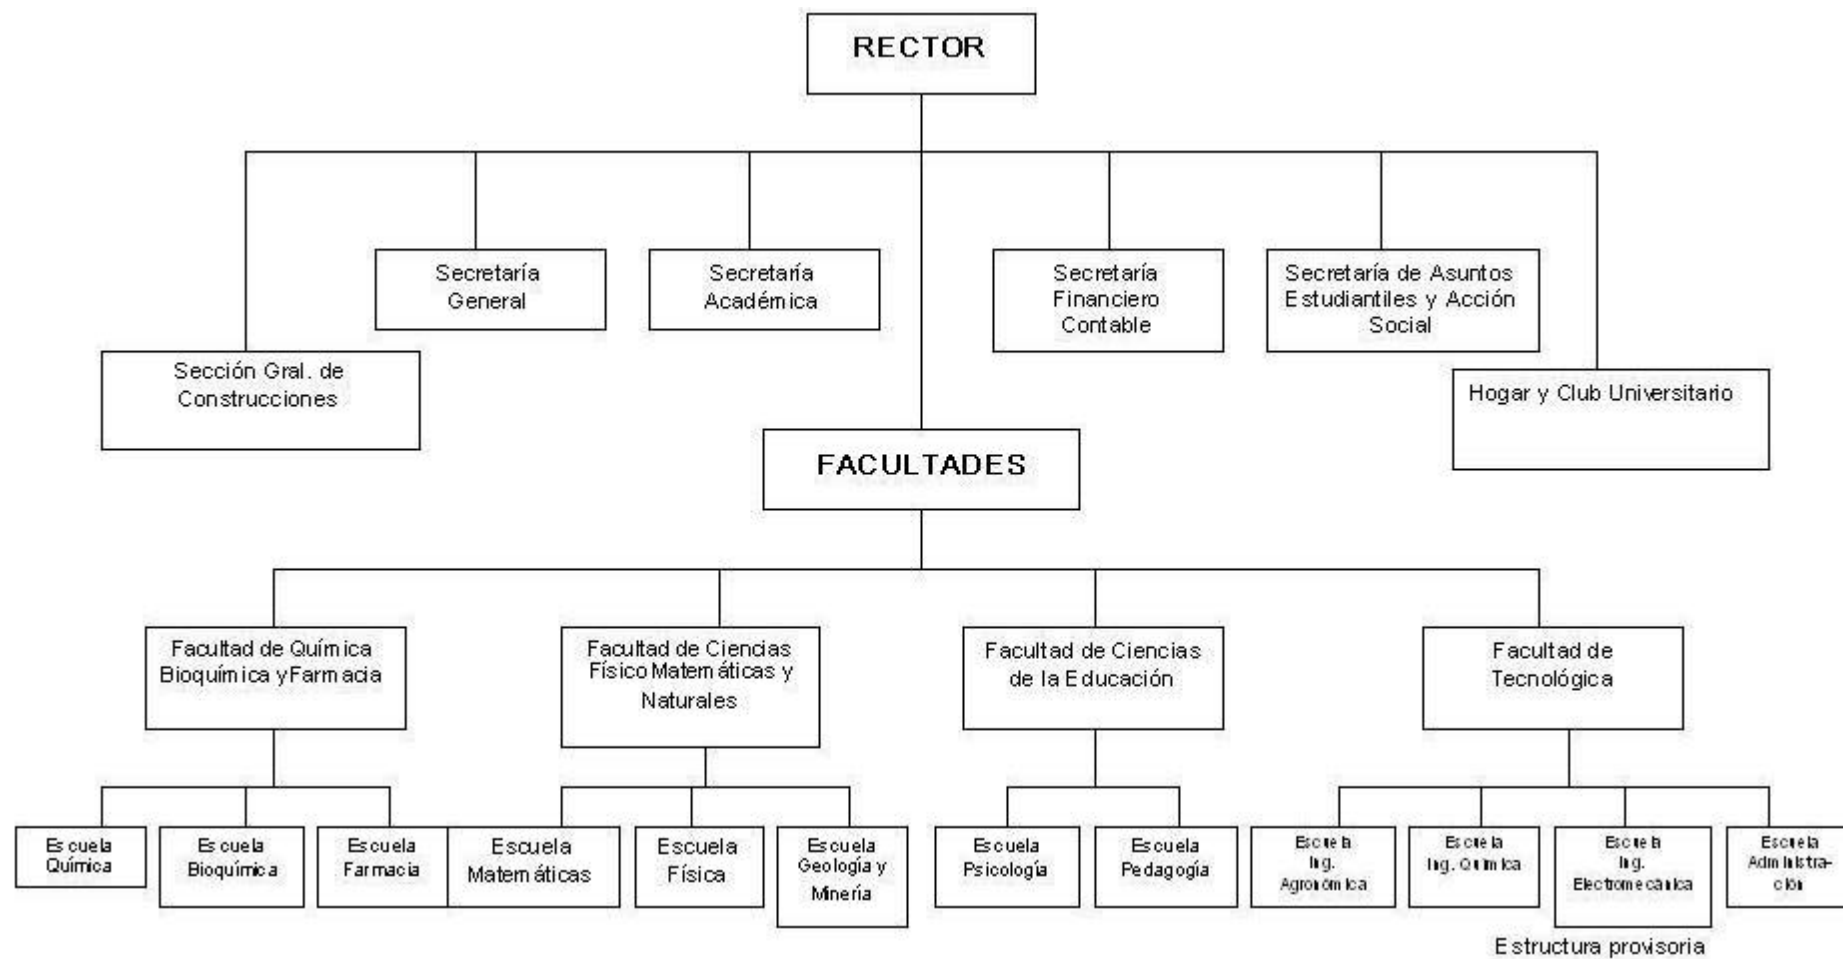 RECTOR
Secretaría
General
Secretaría
Académica
Secretaría
Financiero
Contable
Secretaría de Asuntos
Estudiantiles y Acción
Social
Sección Gral. de
Construcciones
Hogar y Club Universitario
FACULTADES
Facultad de Química
Bioquímica y Farmacia
Facultad de Ciencias
Físico Matemáticas y
Naturales
Facultad de Ciencias
de la Educación
Facultad de
Tecnológica
Escuela
Química
Escuela
Bioquímica
Escuela
Farmacia
Escuela
Matemáticas
Escuela
Física
Escuela
Geología y
Minería
Escuela
Psicología
Escuela
Pedagogía
Escuela
Ing.
Agronómica
Escuela
Ing. Química
Escuela
Ing.
Electromecánica
Escuela
Administra-
ción
Estructura provisoria